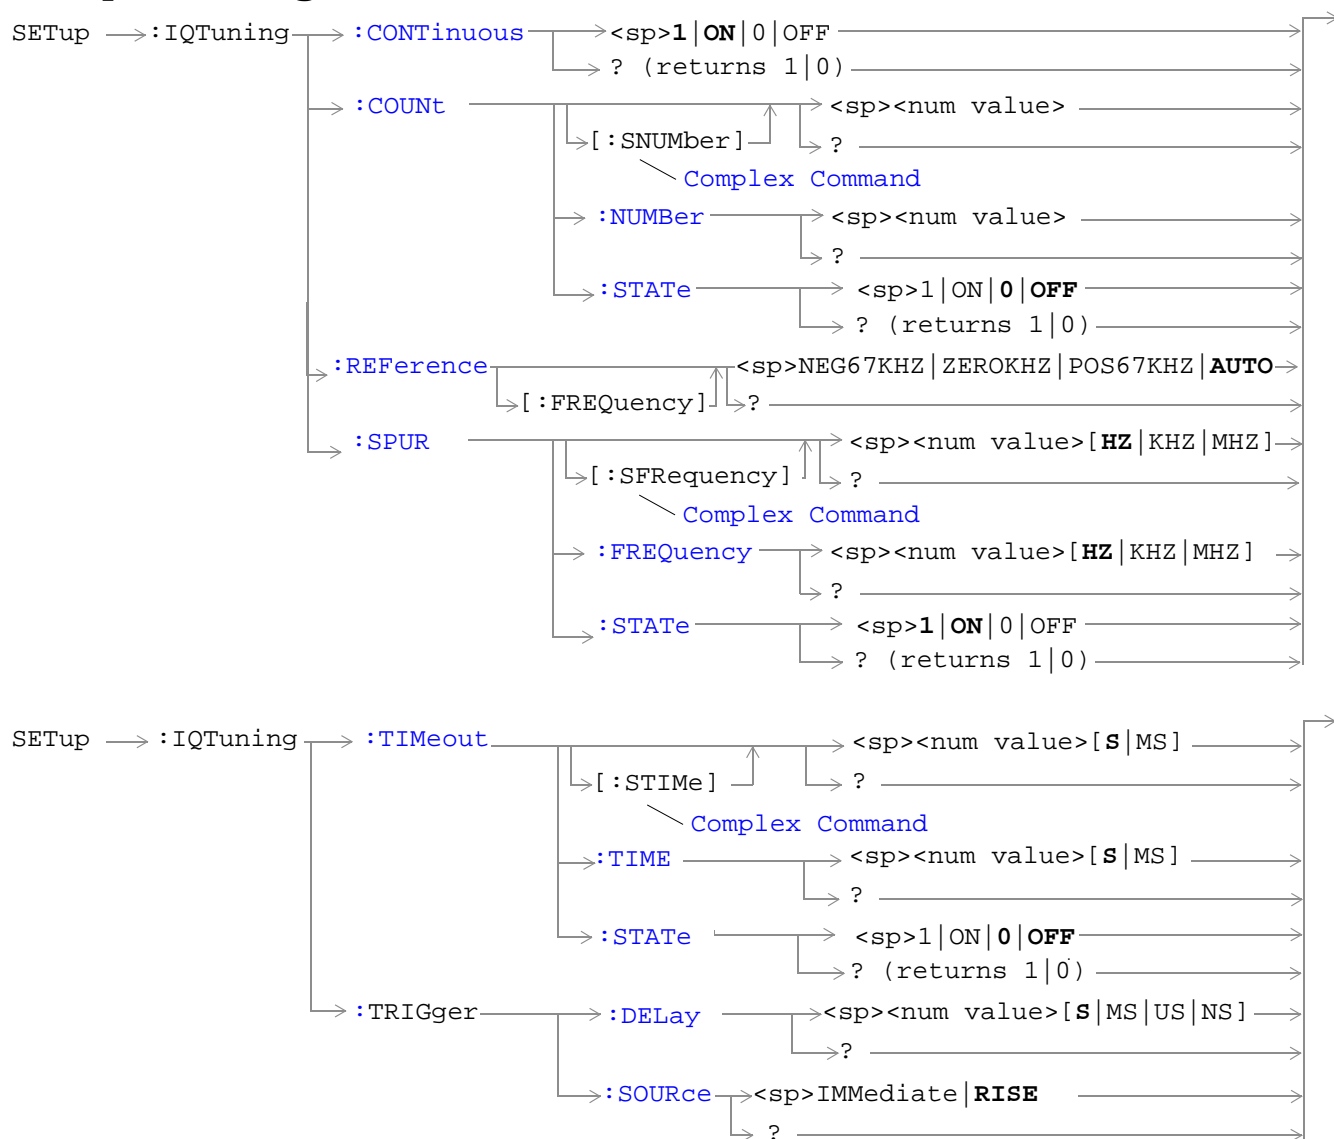 SETup :IQTuning :CONTinuous <sp>1|ON|0|OFF
? (returns 1|0)
:COUNt <sp><num value>
[:SNUMber] ?
Complex Command
:NUMBer <sp><num value>
?
:STATe <sp>1|ON|0|OFF
? (returns 1|0)
:REFerence <sp>NEG67KHZ|ZEROKHZ|POS67KHZ|AUTO
[:FREQuency] ?
:SPUR <sp><num value>[HZ|KHZ|MHZ]
[:SFRequency] ?
Complex Command
:FREQuency <sp><num value>[HZ|KHZ|MHZ]
?
:STATe <sp>1|ON|0|OFF
? (returns 1|0)
SETup :IQTuning :TIMeout <sp><num value>[S|MS]
[:STIMe] ?
Complex Command
:TIME <sp><num value>[S|MS]
?
:STATe <sp>1|ON|0|OFF
? (returns 1|0)
:TRIGger :DELay <sp><num value>[S|MS|US|NS]
?
:SOURce <sp>IMMediate|RISE
?